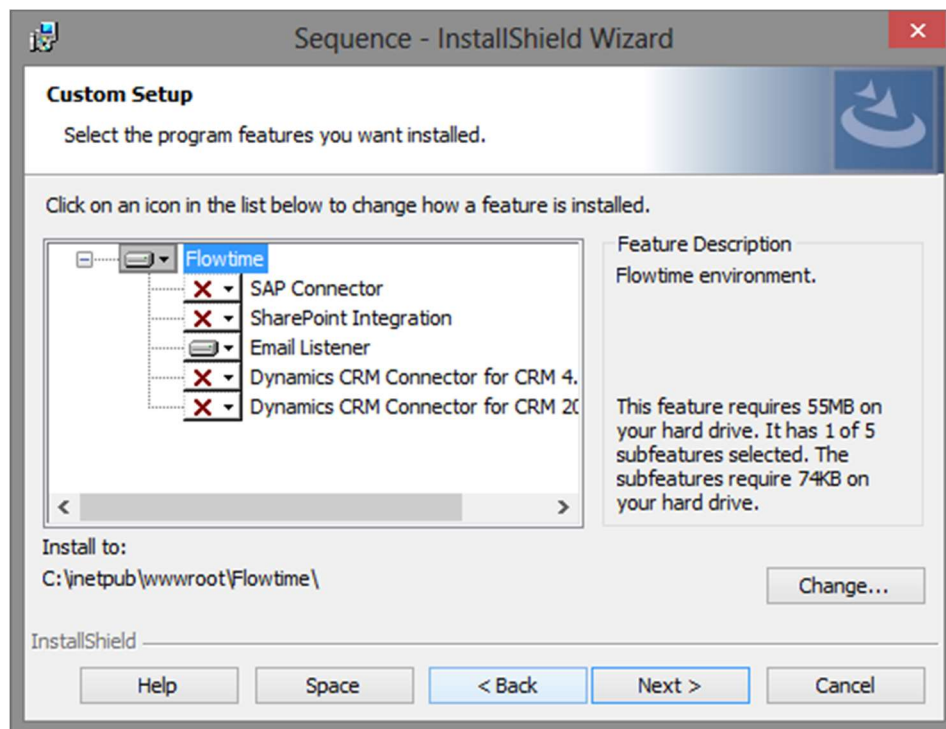 Sequence - InstallShield Wizard
Custom Setup
Select the program features you want installed.
Click on an icon in the list below to change how a feature is installed.
Flowtime
SAP Connector
SharePoint Integration
Email Listener
Dynamics CRM Connector for CRM 4.
Dynamics CRM Connector for CRM 20
Feature Description
Flowtime environment.
This feature requires 55MB on
your hard drive. It has 1 of 5
subfeatures selected. The
subfeatures require 74KB on
your hard drive.
Install to:
C:\inetpub\wwwroot\Flowtime\
Change...
InstallShield
Help
Space
< Back
Next >
Cancel